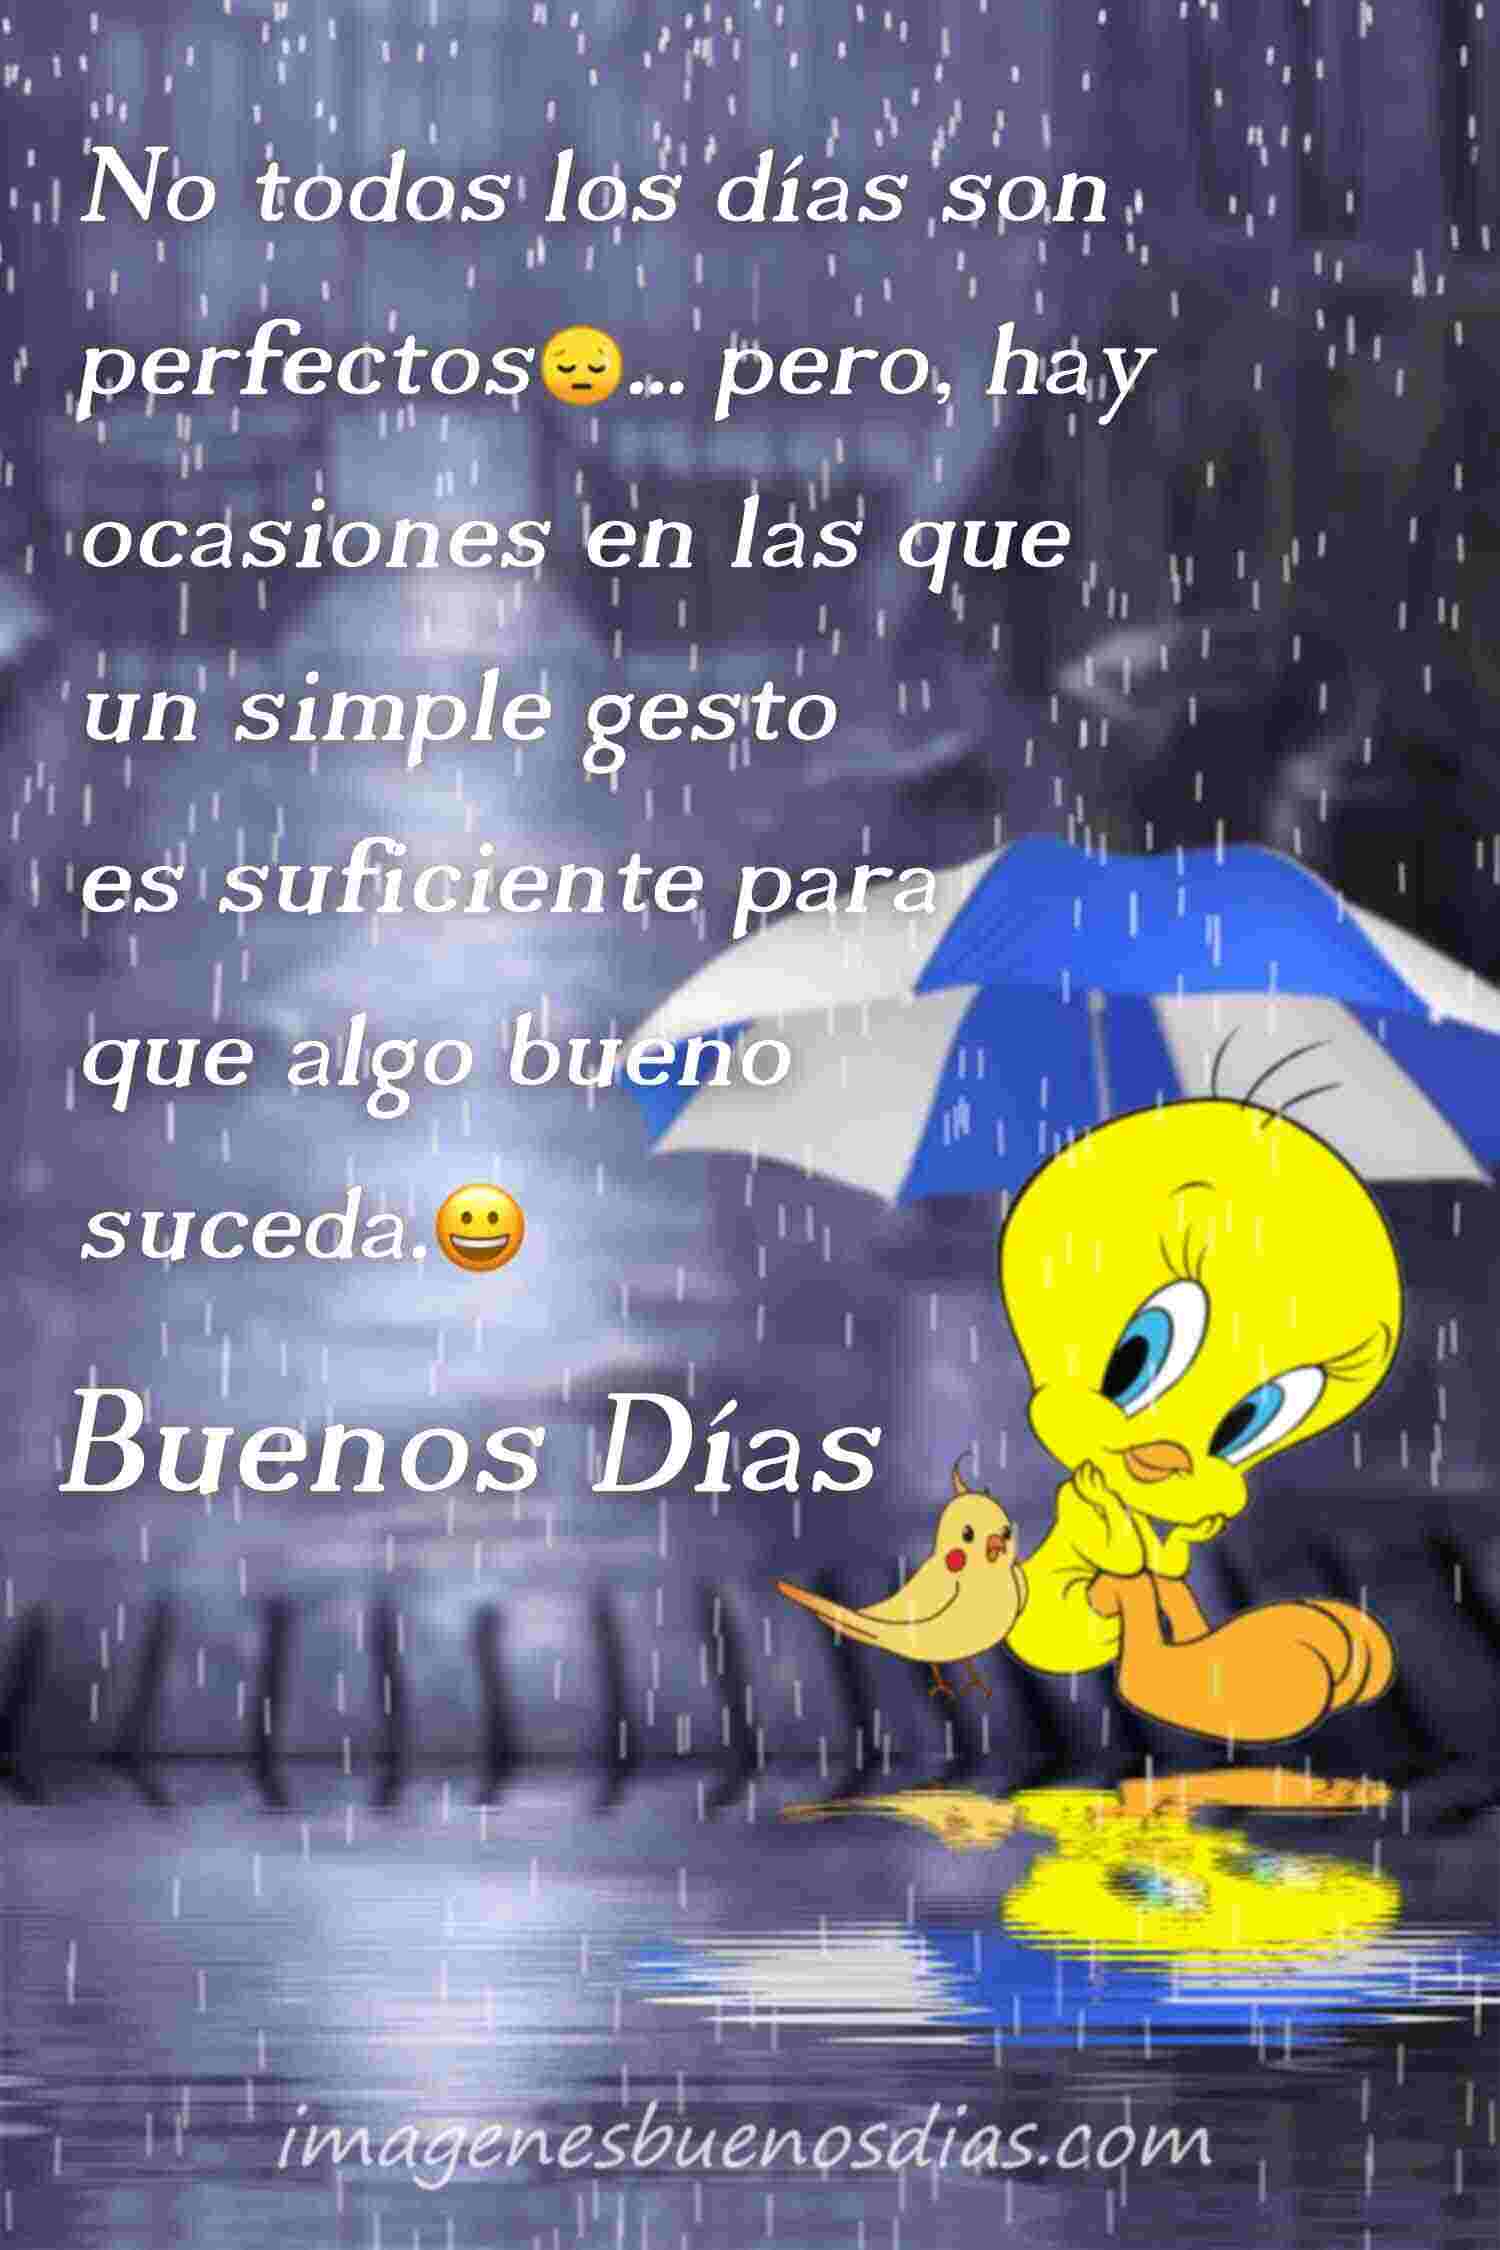 No todos los días son
perfectos😔... pero, hay
ocasiones en las que
un simple gesto
es suficiente para
que algo bueno
suceda.😀
Buenos Días
imagenesbuenosdias.com